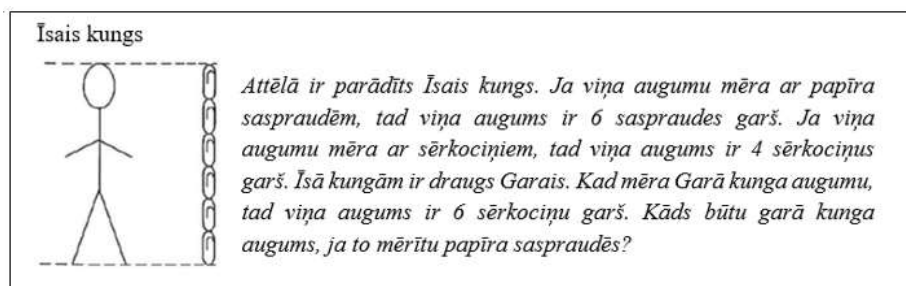 Īsais kungs
Attēlā ir parādīts Īsais kungs. Ja viņa augumu mēra ar papīra
saspraudēm, tad viņa augums ir 6 saspraudes garš. Ja viņa
augumu mēra ar sērkociņiem, tad viņa augums ir 4 sērkociņus
garš. Īsā kungām ir draugs Garais. Kad mēra Garā kunga augumu,
tad viņa augums ir 6 sērkociņu garš. Kāds būtu garā kunga
augums, ja to mērītu papīra saspraudēs?